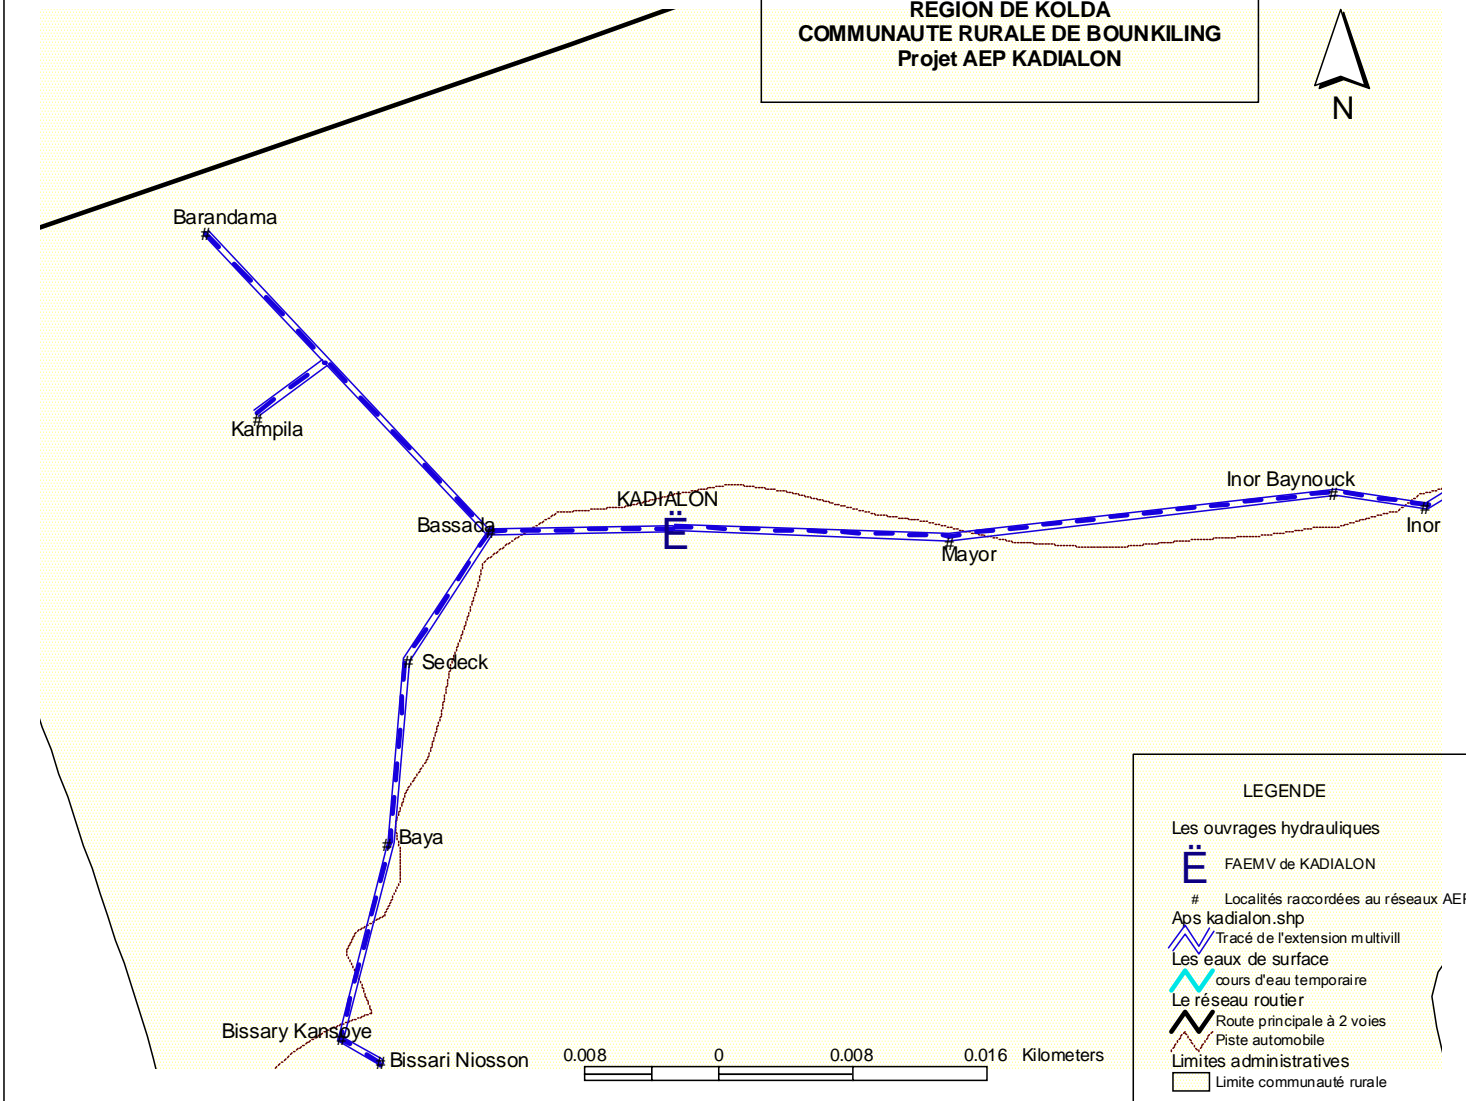 REGION DE KOLDA
COMMUNAUTE RURALE DE BOUNKILING
Projet AEP KADIALON
N
Barandama
#
#
Kampila
KADIALON
Ë
Bassada
#
Inor Baynouck
#
#
Inor
#
Mayor
# Sedeck
# Baya
Bissary Kansoye
#
# Bissari Niosson
0.008 0 0.008 0.016 Kilometers
LEGENDE
Les ouvrages hydrauliques
Ë FAEMV de KADIALON
# Localités raccordées au réseaux AEP
Aps kadialon.shp
Tracé de l'extension multivill
Les eaux de surface
cours d'eau temporaire
Le réseau routier
Route principale à 2 voies
Piste automobile
Limites administratives
Limite communauté rurale